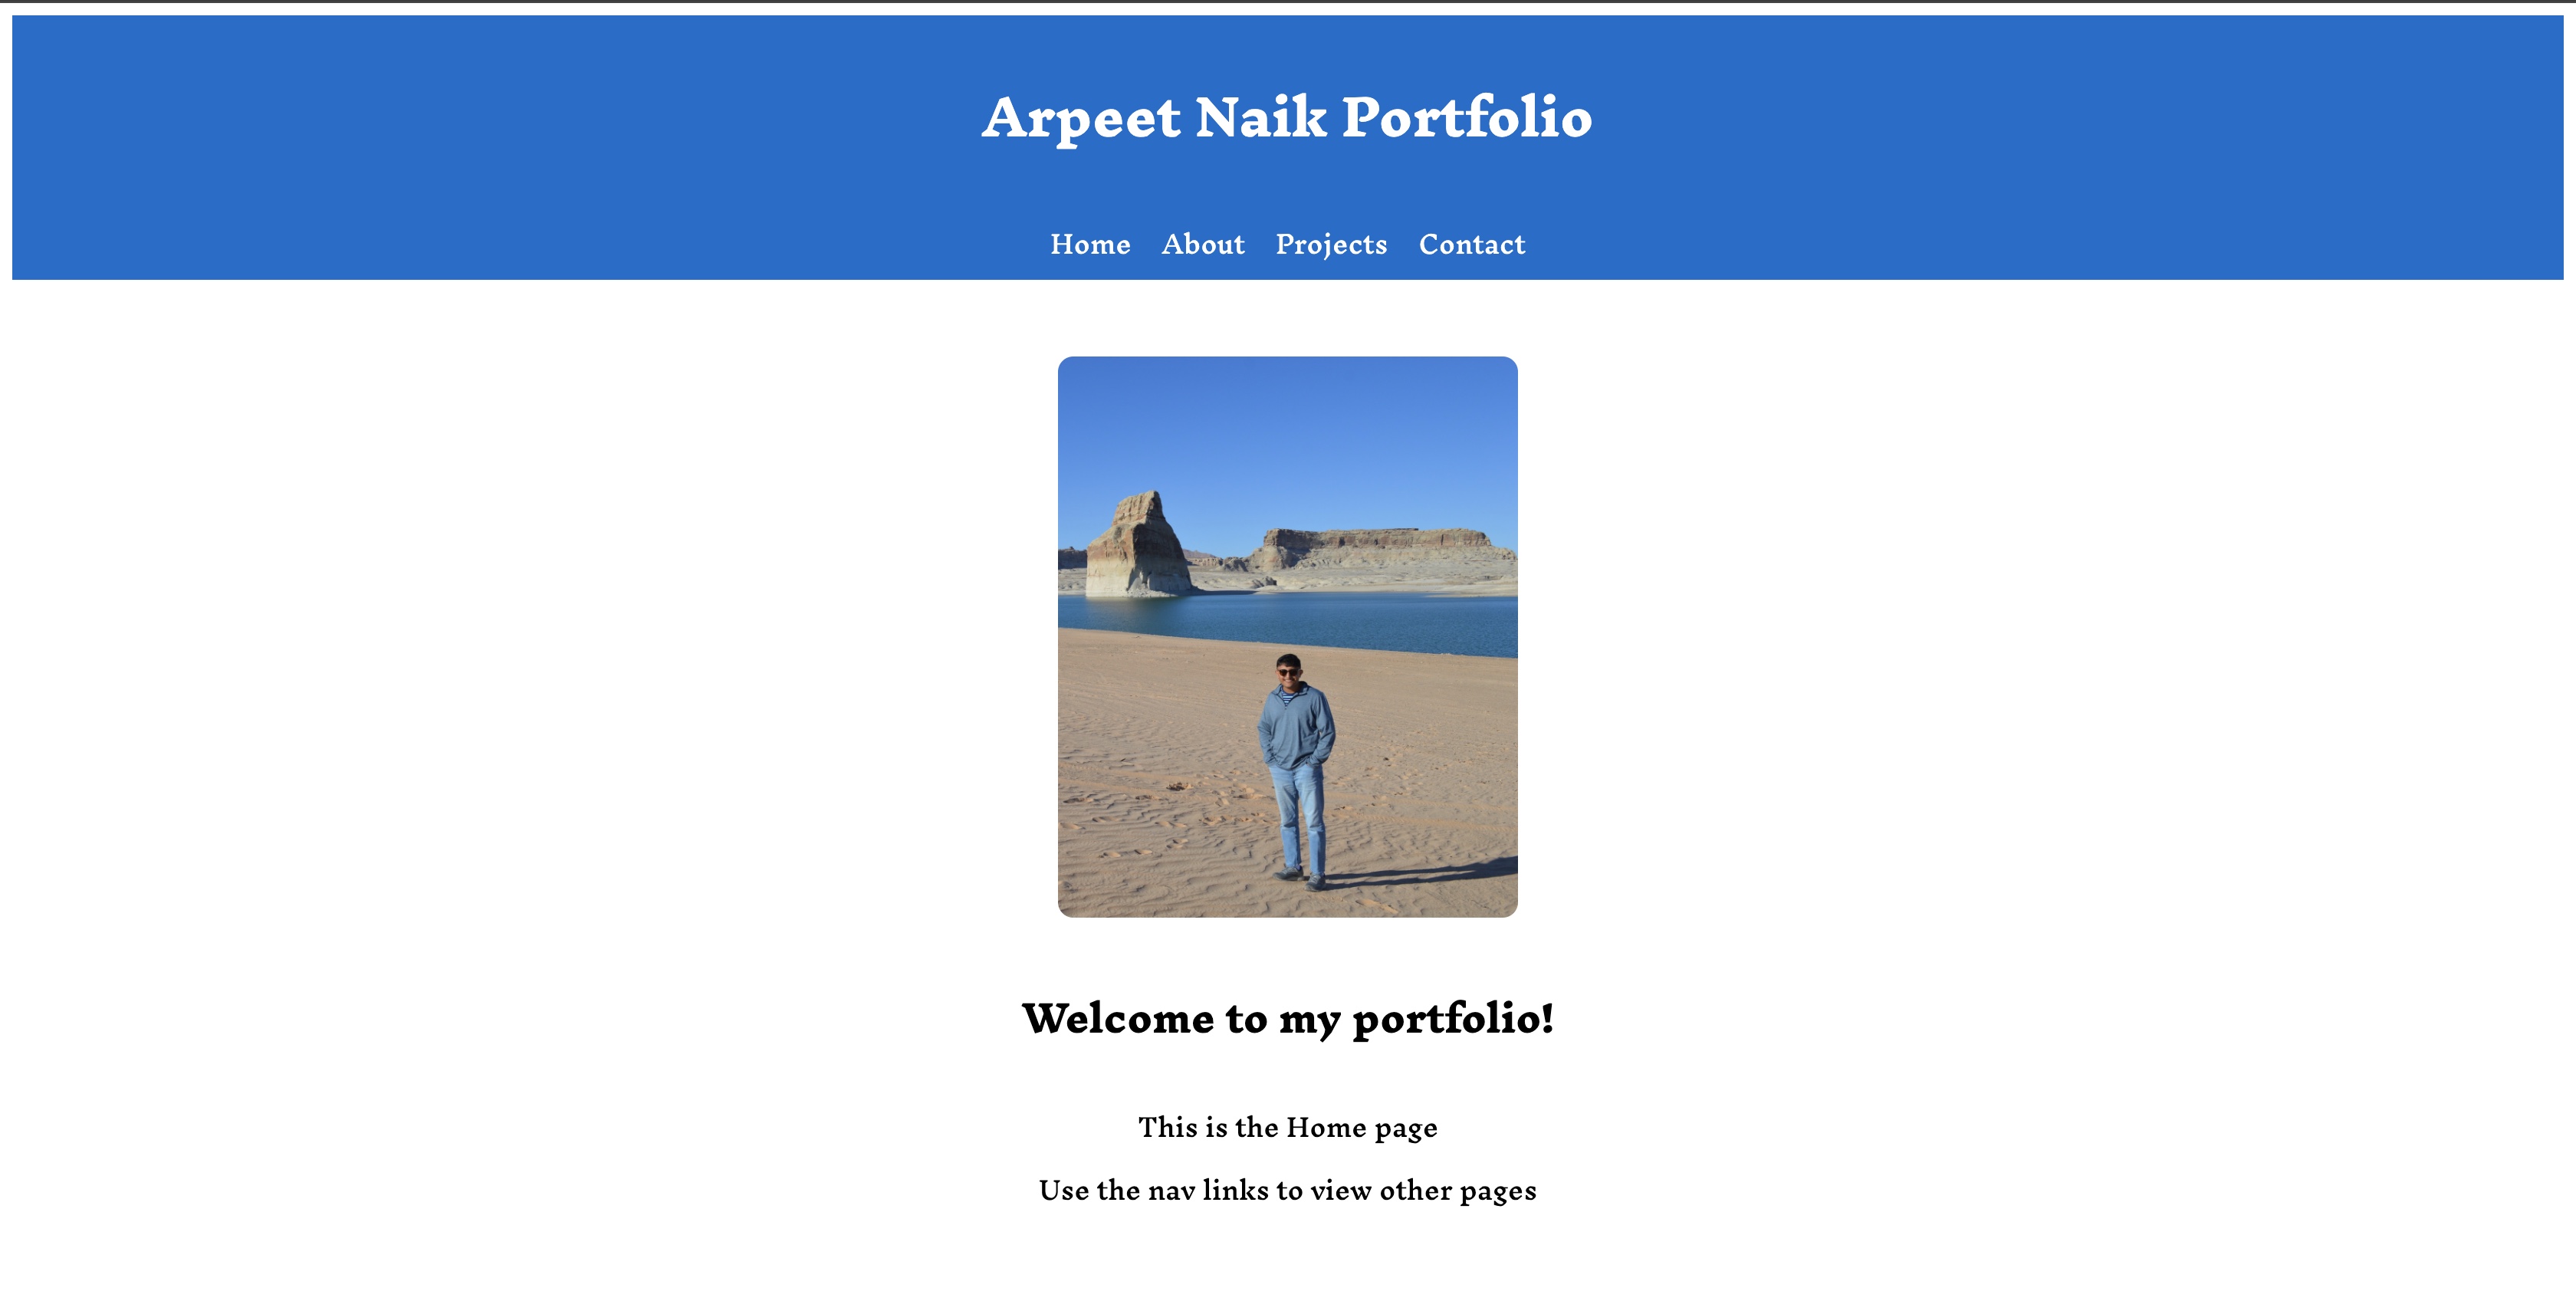 Arpeet Naik Portfolio
Home About Projects Contact
Welcome to my portfolio!
This is the Home page
Use the nav links to view other pages